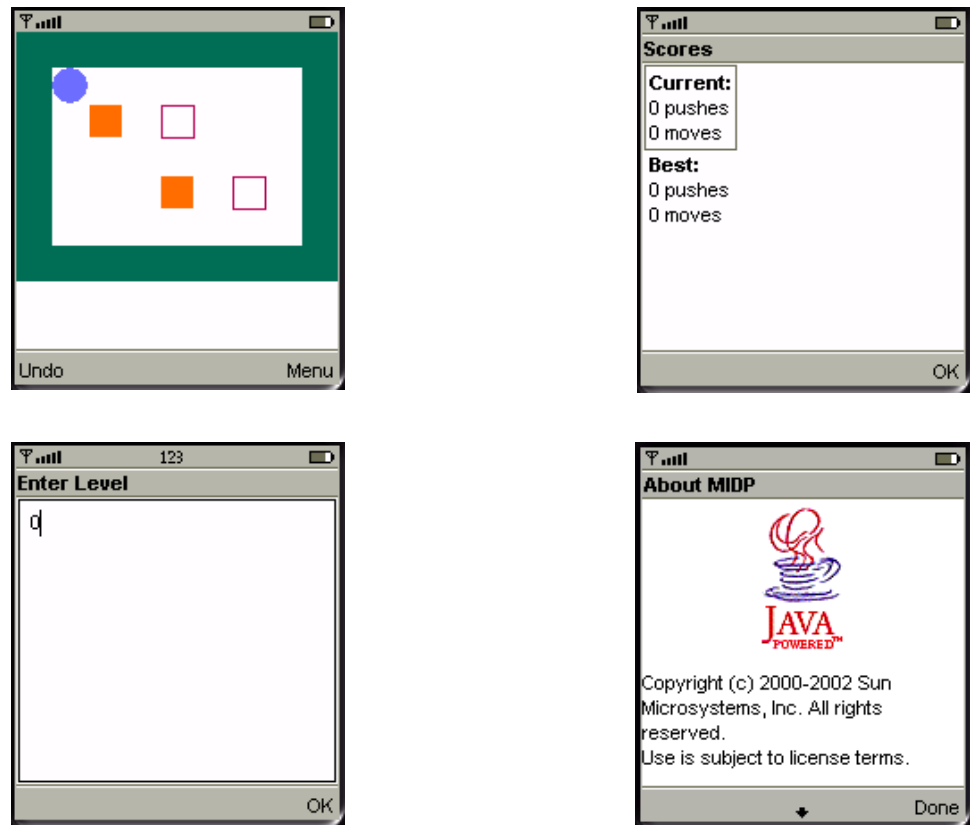 Undo Menu
Scores
Current:
0 pushes
0 moves
Best:
0 pushes
0 moves
OK
123
Enter Level
0
OK
About MIDP
JAVA
POWERED™
Copyright (c) 2000-2002 Sun
Microsystems, Inc. All rights
reserved.
Use is subject to license terms.
Done